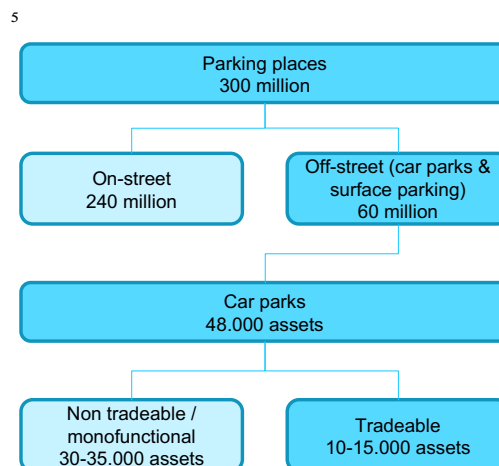 5
Parking places
300 million
On-street
240 million
Off-street (car parks &
surface parking)
60 million
Car parks
48.000 assets
Non tradeable /
monofunctional
30-35.000 assets
Tradeable
10-15.000 assets